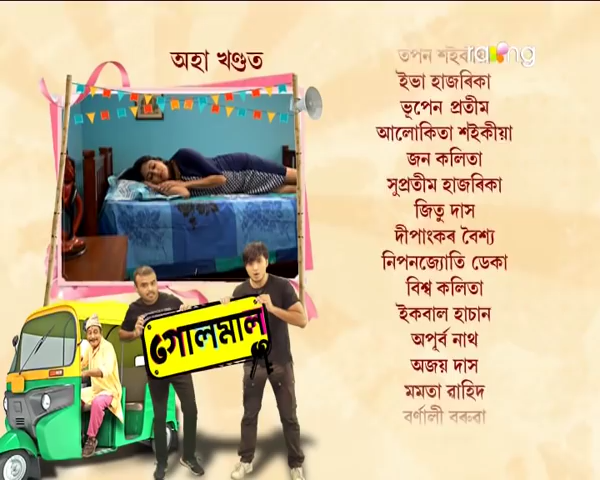 অহা খণ্ডত
তপন শইকীয়া
ইভা হাজৰিকা
ভূপেন প্ৰতীম
আলোকিতা শইকীয়া
জন কলিতা
সুপ্ৰতীম হাজৰিকা
জিতু দাস
দীপাংকৰ বৈশ্য
নিপনজ্যোতি ডেকা
বিশ্ব কলিতা
ইকবাল হাচান
অপূৰ্ব নাথ
অজয় দাস
মমতা ৱাহিদ
বৰ্ণালী বৰুৱা
গোলমাল